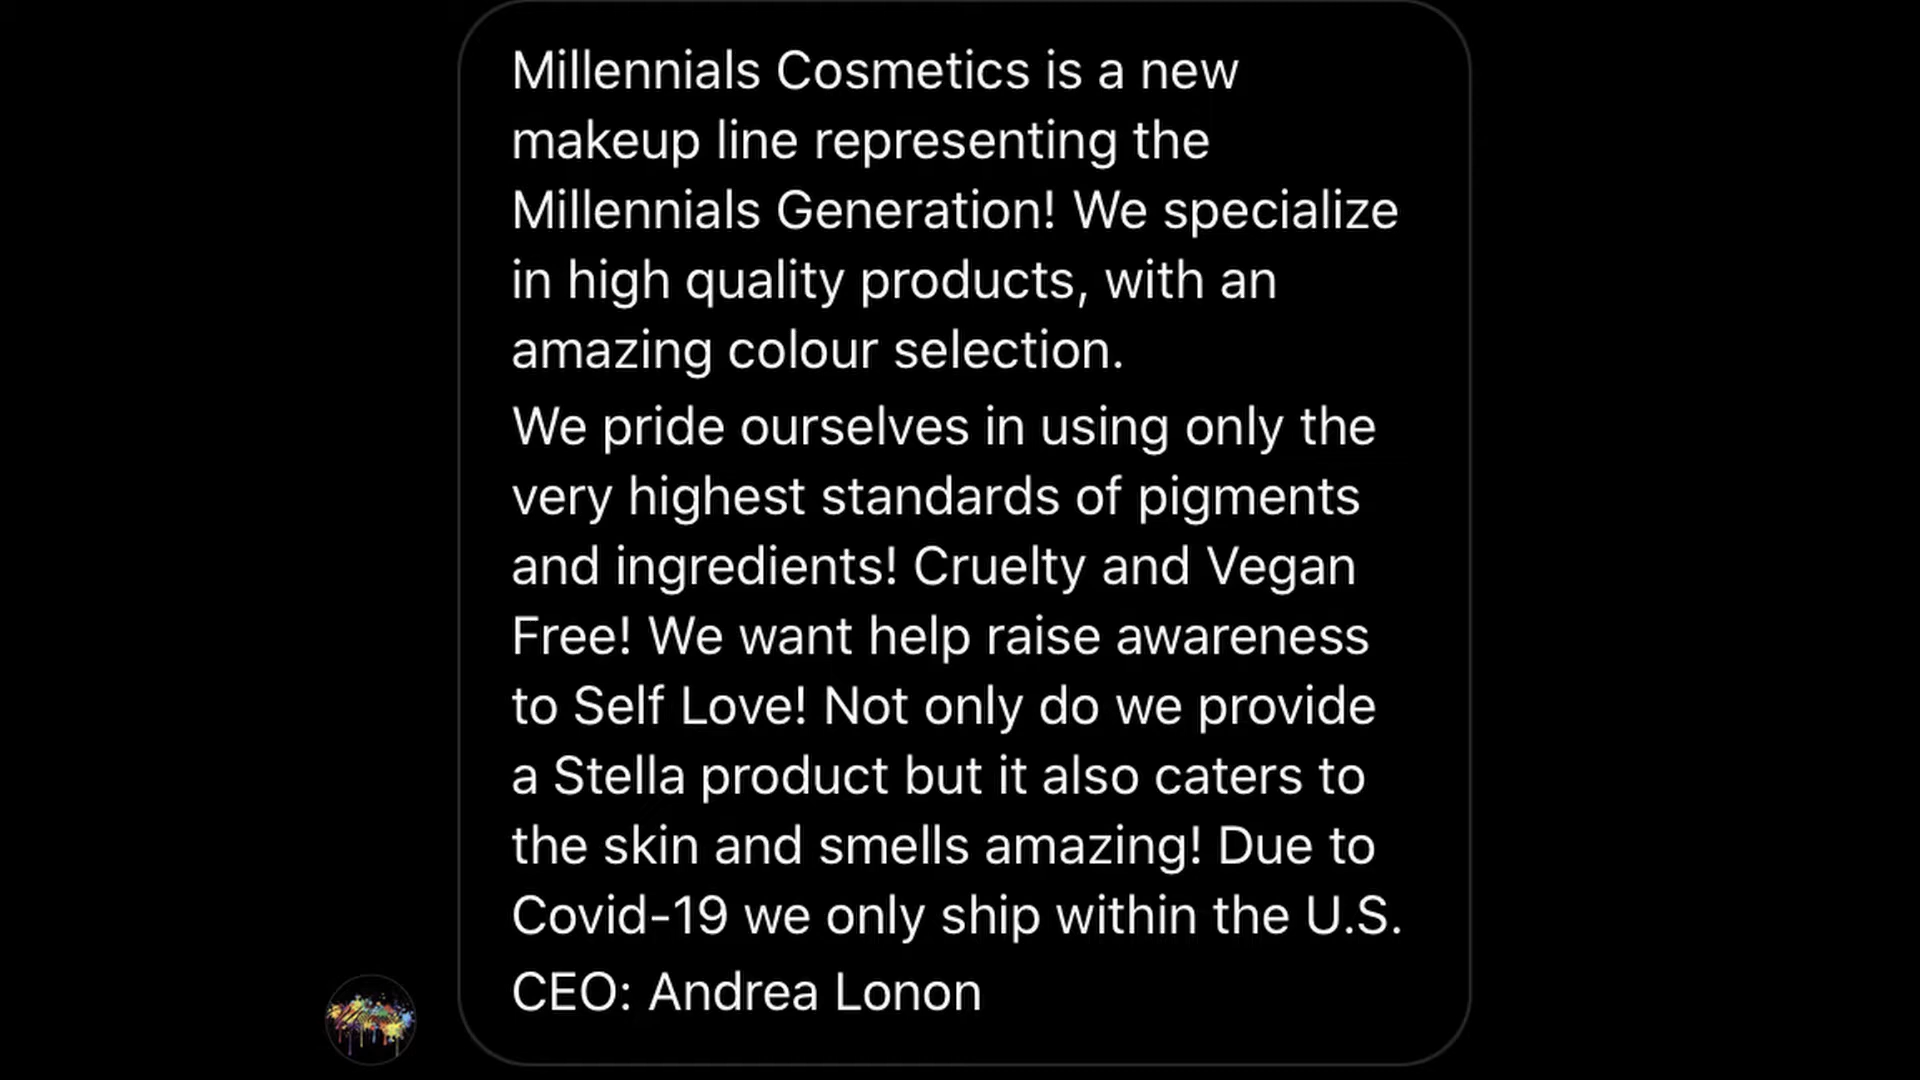 Millennials Cosmetics is a new
makeup line representing the
Millennials Generation! We specialize
in high quality products, with an
amazing colour selection.
We pride ourselves in using only the
very highest standards of pigments
and ingredients! Cruelty and Vegan
Free! We want help raise awareness
to Self Love! Not only do we provide
a Stella product but it also caters to
the skin and smells amazing! Due to
Covid-19 we only ship within the U.S.
CEO: Andrea Lonon